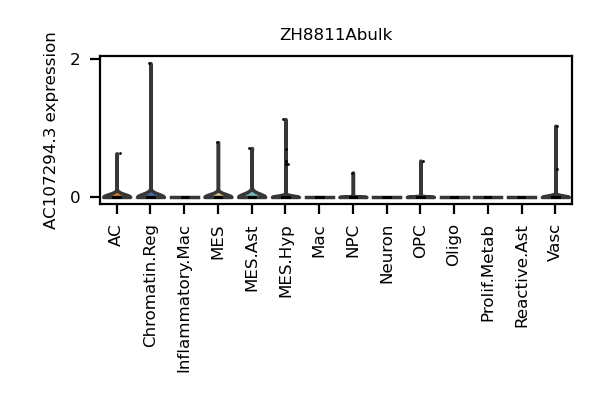 ZH8811Abulk
AC107294.3 expression
2
0
AC
Chromatin.Reg
Inflammatory.Mac
MES
MES.Ast
MES.Hyp
Mac
NPC
Neuron
OPC
Oligo
Prolif.Metab
Reactive.Ast
Vasc